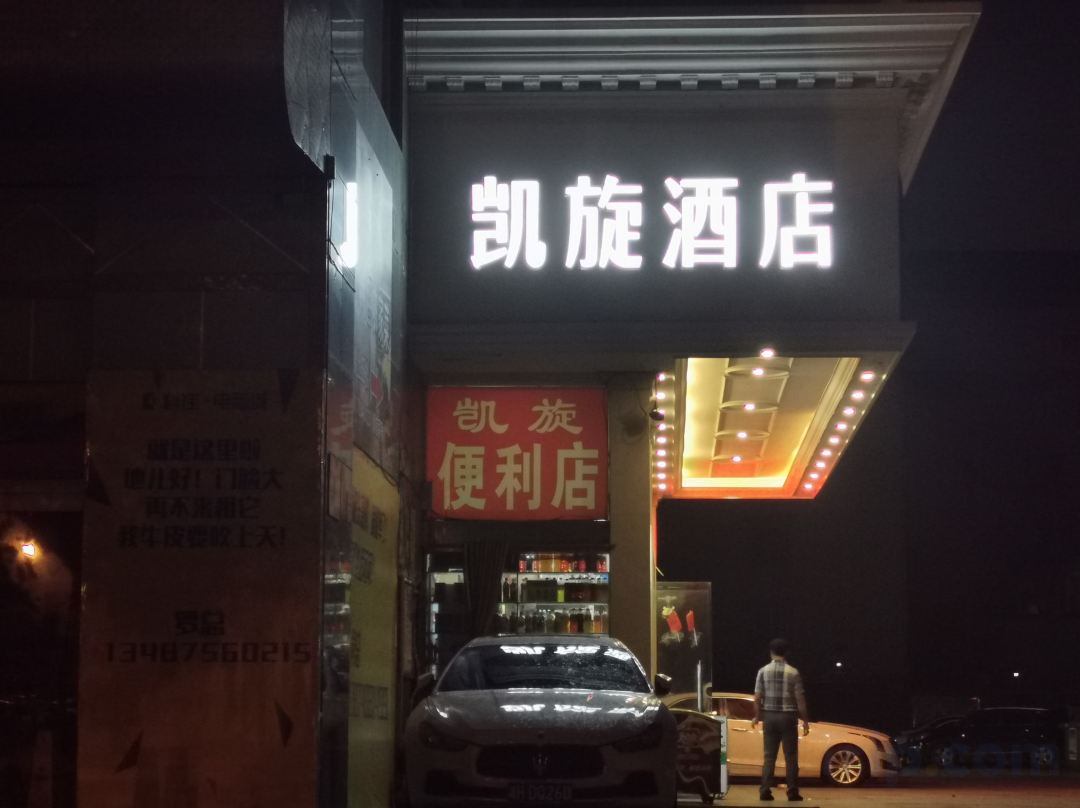 凯旋酒店
凯旋
便利店
就是这里啦
地儿好！门脸大
再不来租它
我牛皮要吹上天！
罗总
13487560215